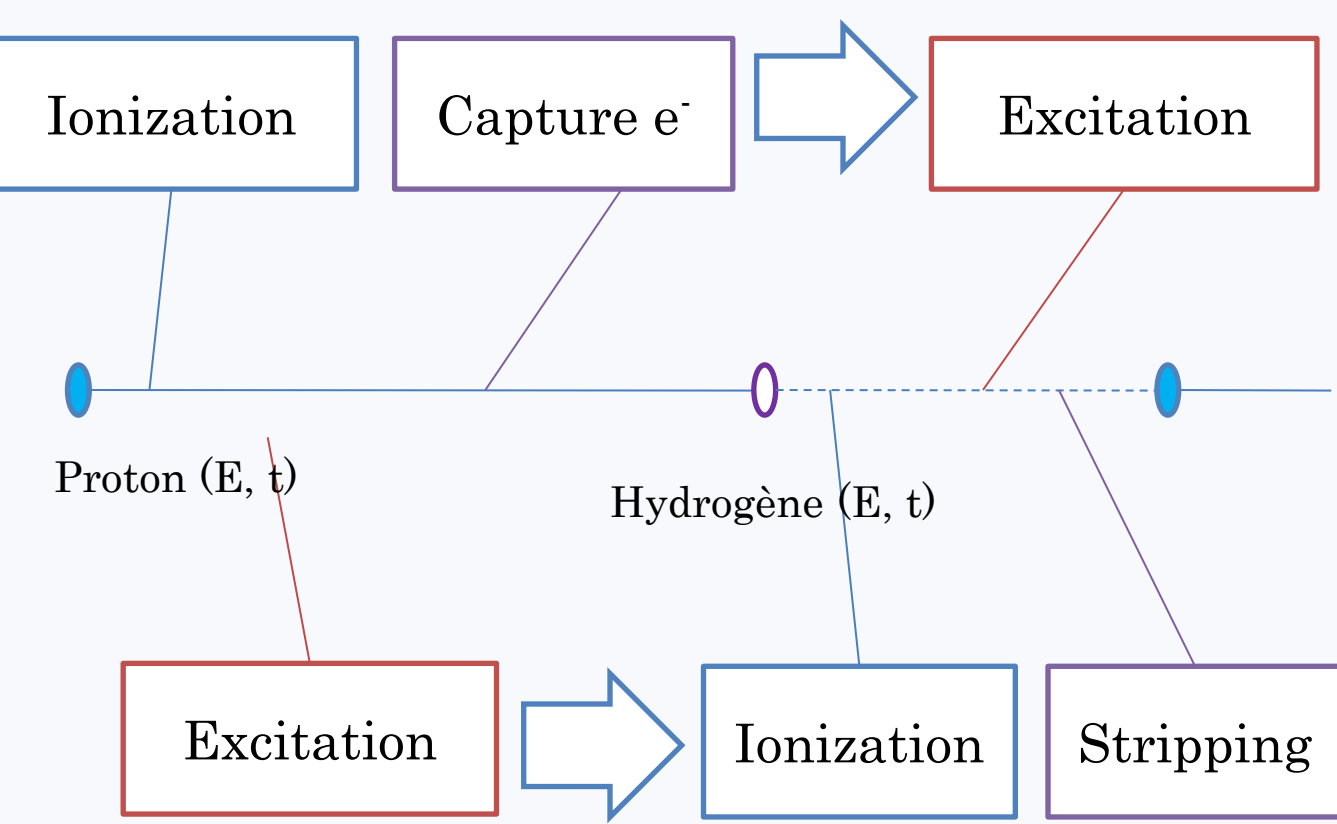 Ionization
Capture e⁻
Excitation
Proton (E, t)
Hydrogène (E, t)
Excitation
Ionization
Stripping